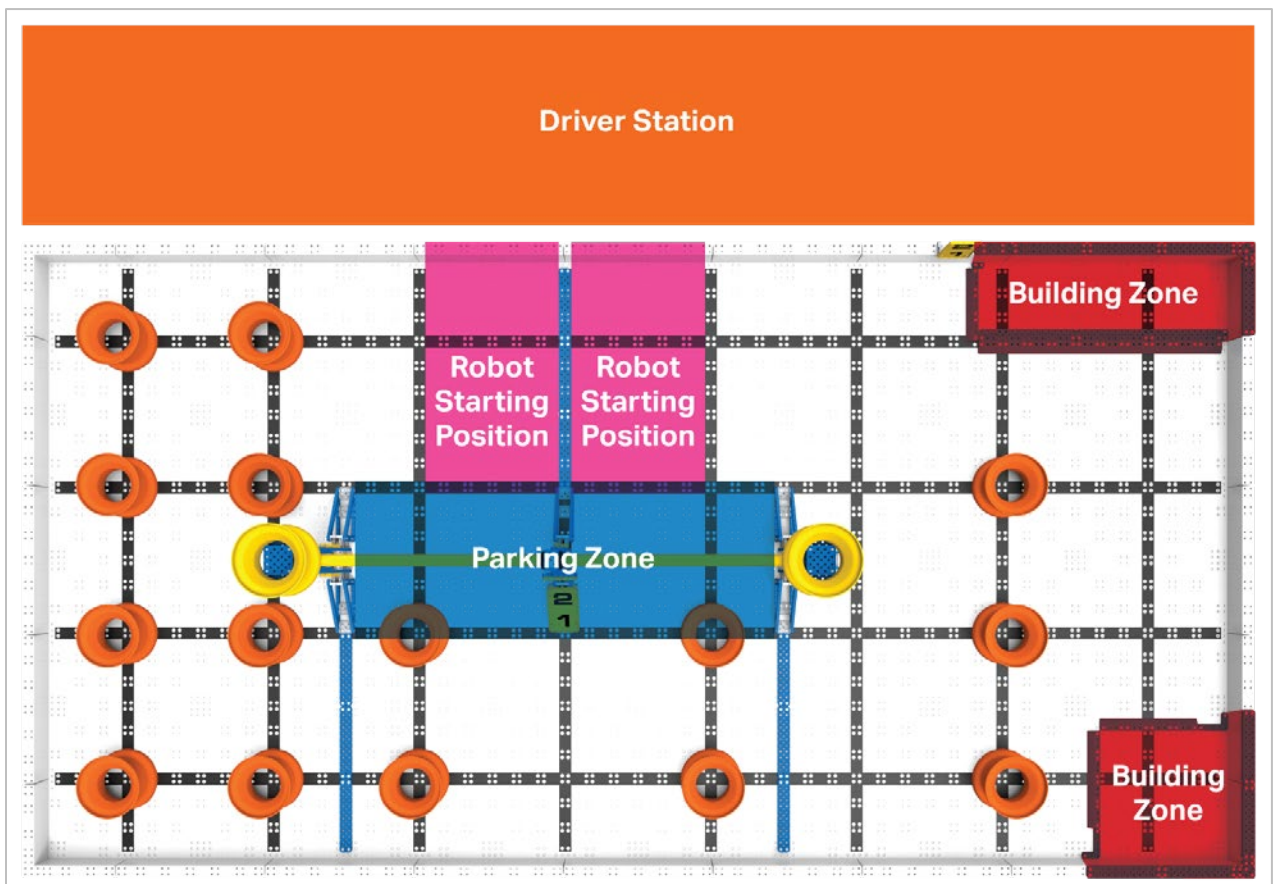 Driver Station
Building Zone
Robot
Starting
Position
Robot
Starting
Position
Parking Zone
2
1
Building
Zone